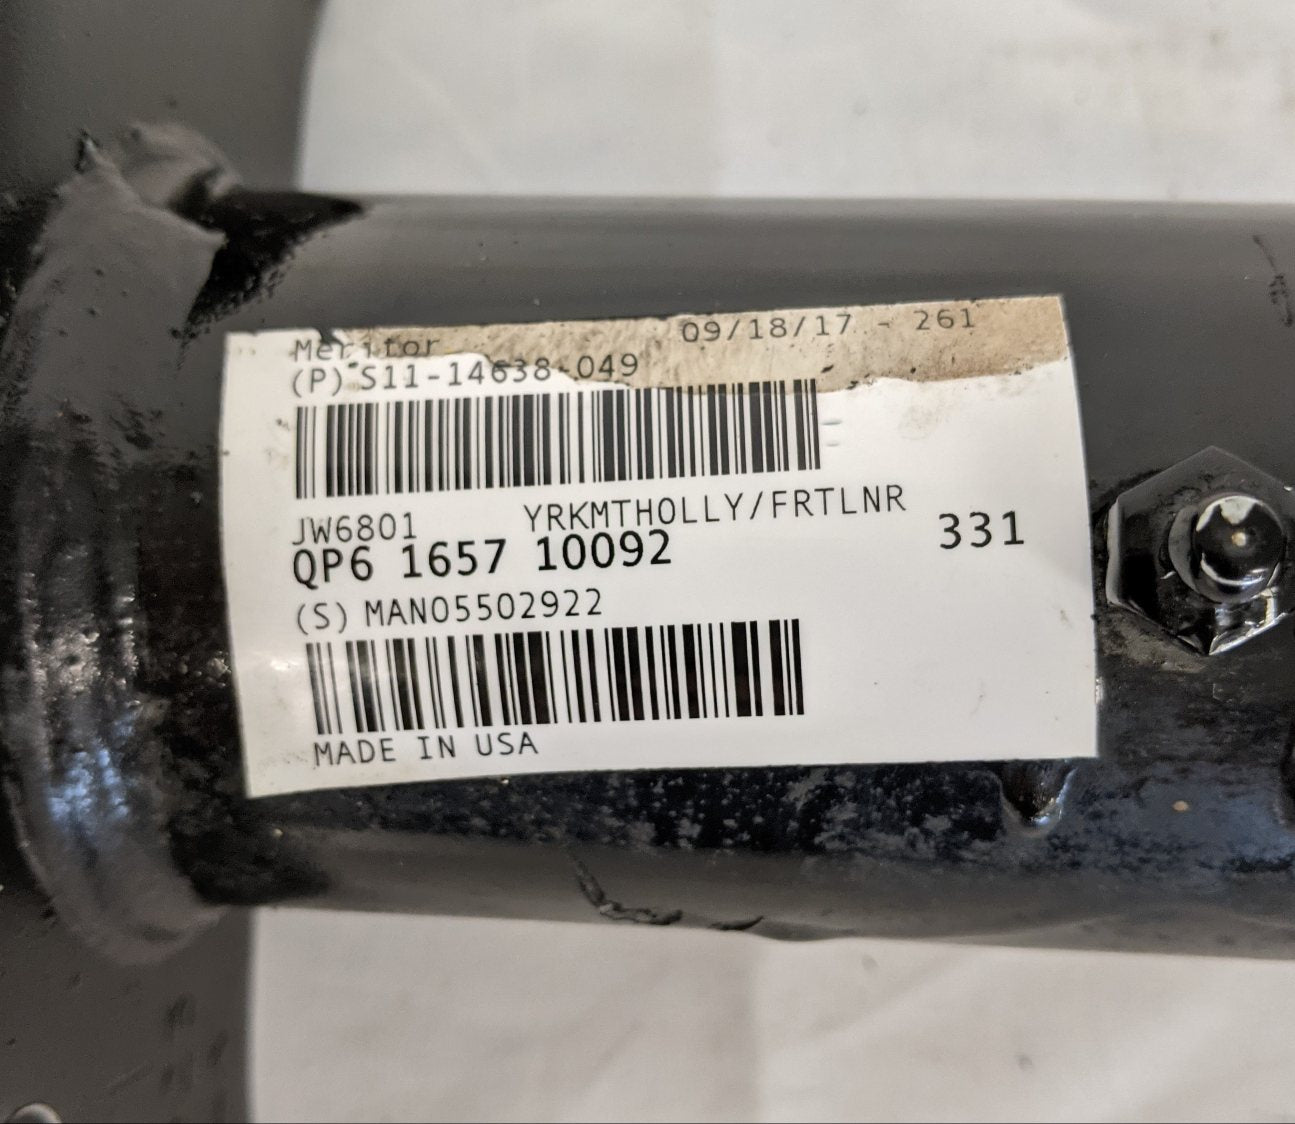 Meritor 09/18/17 - 261
(P) S11-14638-049
JW6801 YRKMTHOLLY/FRTLNR
QP6 1657 10092 331
(S) MAN05502922
MADE IN USA